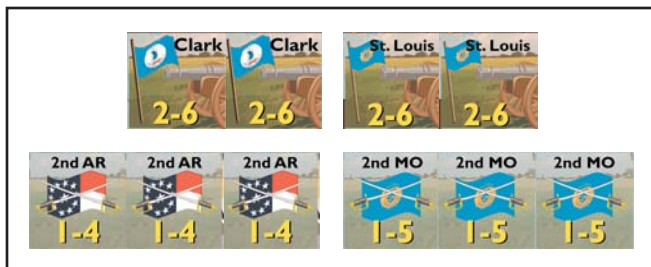 Clark Clark St. Louis St. Louis
2-6 2-6 2-6 2-6
2nd AR 2nd AR 2nd AR 2nd MO 2nd MO 2nd MO
1-4 1-4 1-4 1-5 1-5 1-5